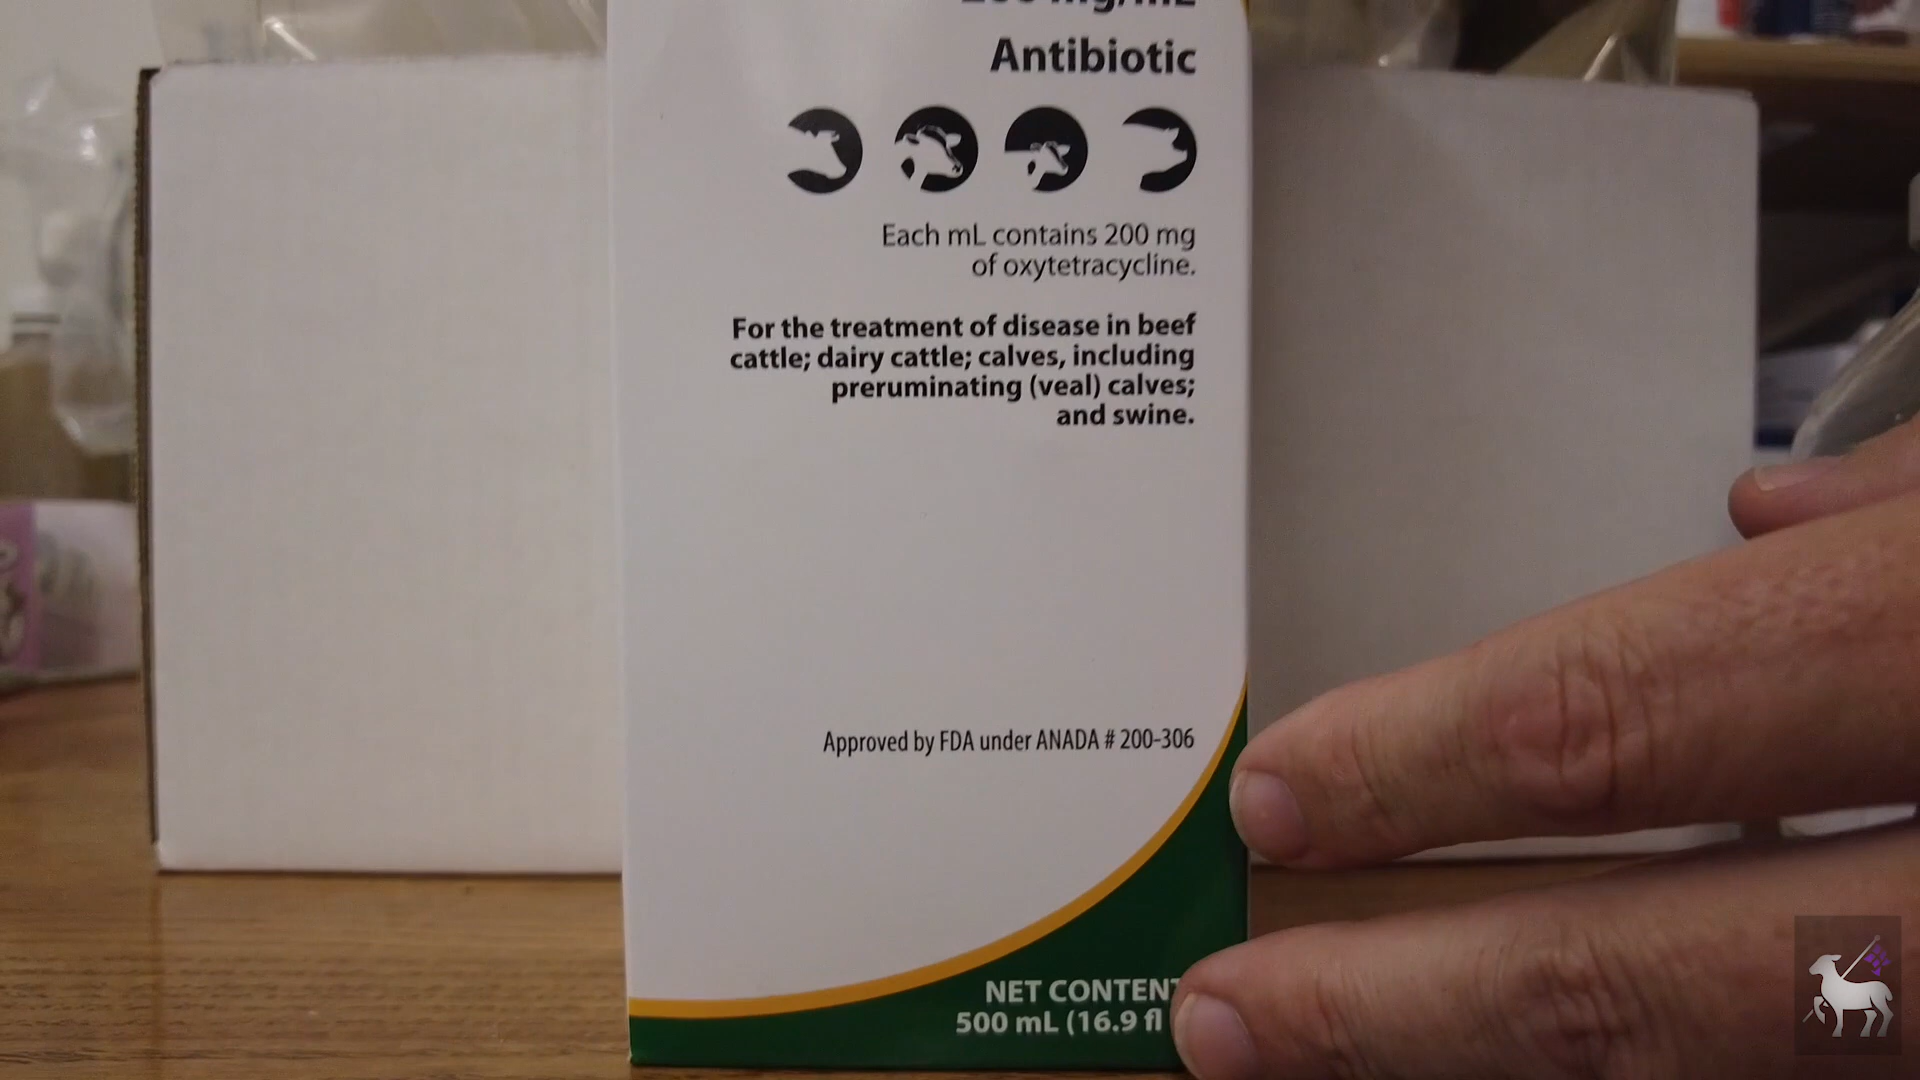 Antibiotic
Each mL contains 200 mg
of oxytetracycline.
For the treatment of disease in beef
cattle; dairy cattle; calves, including
preruminating (veal) calves;
and swine.
Approved by FDA under ANADA # 200-306
NET CONTENT
500 mL (16.9 fl